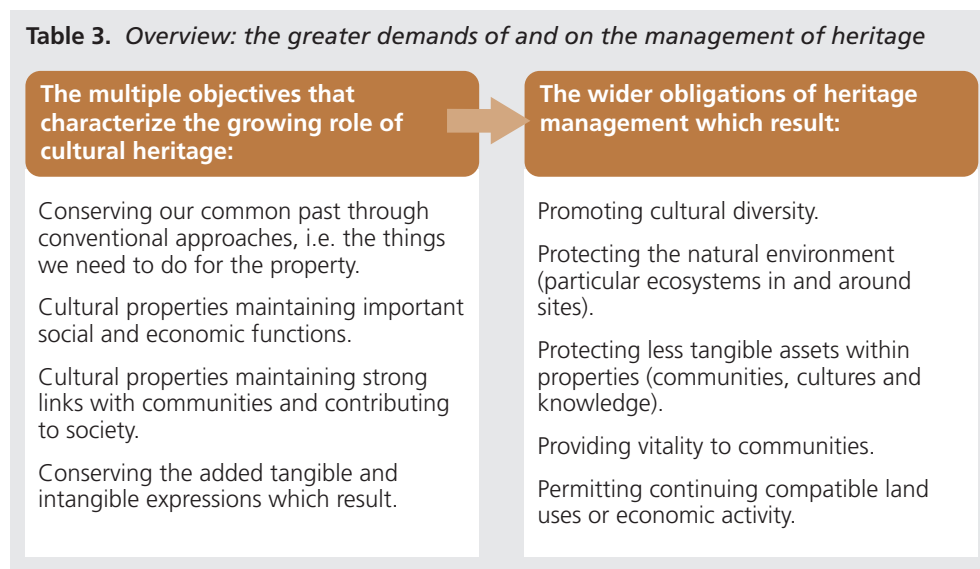 Table 3. Overview: the greater demands of and on the management of heritage
The multiple objectives that
characterize the growing role of
cultural heritage:
Conserving our common past through
conventional approaches, i.e. the things
we need to do for the property.
Cultural properties maintaining important
social and economic functions.
Cultural properties maintaining strong
links with communities and contributing
to society.
Conserving the added tangible and
intangible expressions which result.
The wider obligations of heritage
management which result:
Promoting cultural diversity.
Protecting the natural environment
(particular ecosystems in and around
sites).
Protecting less tangible assets within
properties (communities, cultures and
knowledge).
Providing vitality to communities.
Permitting continuing compatible land
uses or economic activity.